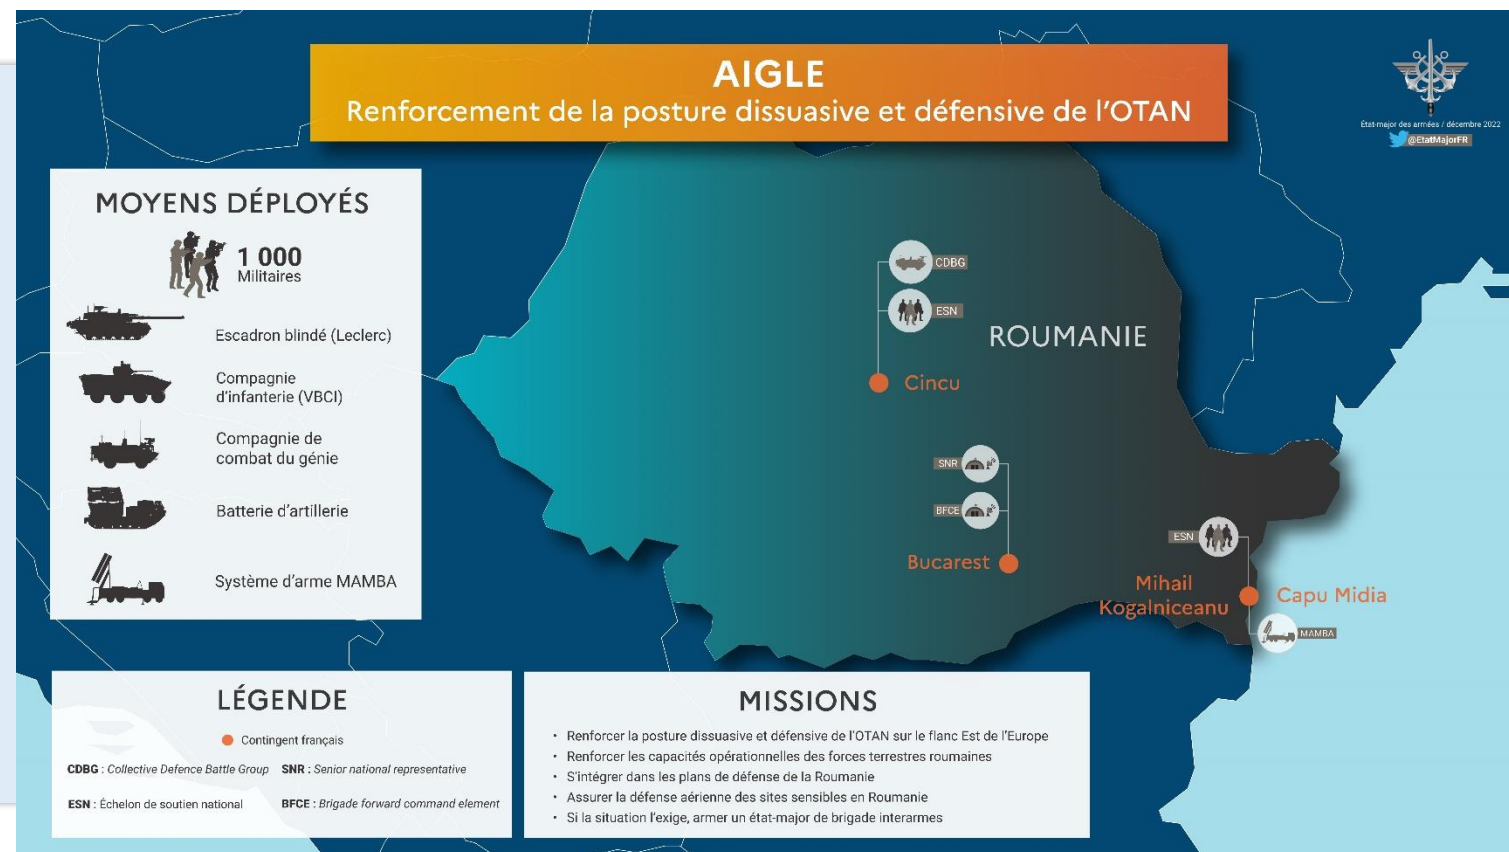 AIGLE
Renforcement de la posture dissuasive et défensive de l'OTAN
État-major des armées / décembre 2022
@EtatMajorFR
MOYENS DÉPLOYÉS
1 000
Militaires
Escadron blindé (Leclerc)
Compagnie
d'infanterie (VBCI)
Compagnie de
combat du génie
Batterie d'artillerie
Système d'arme MAMBA
CDBG
ESN
ROUMANIE
Cincu
SNR
BFCE
Bucarest
ESN
Mihail
Kogalniceanu
Capu Midia
MAMBA
LÉGENDE
Contingent français
CDBG : Collective Defence Battle Group
SNR : Senior national representative
ESN : Échelon de soutien national
BFCE : Brigade forward command element
MISSIONS
• Renforcer la posture dissuasive et défensive de l'OTAN sur le flanc Est de l'Europe
• Renforcer les capacités opérationnelles des forces terrestres roumaines
• S'intégrer dans les plans de défense de la Roumanie
• Assurer la défense aérienne des sites sensibles en Roumanie
• Si la situation l'exige, armer un état-major de brigade interarmes